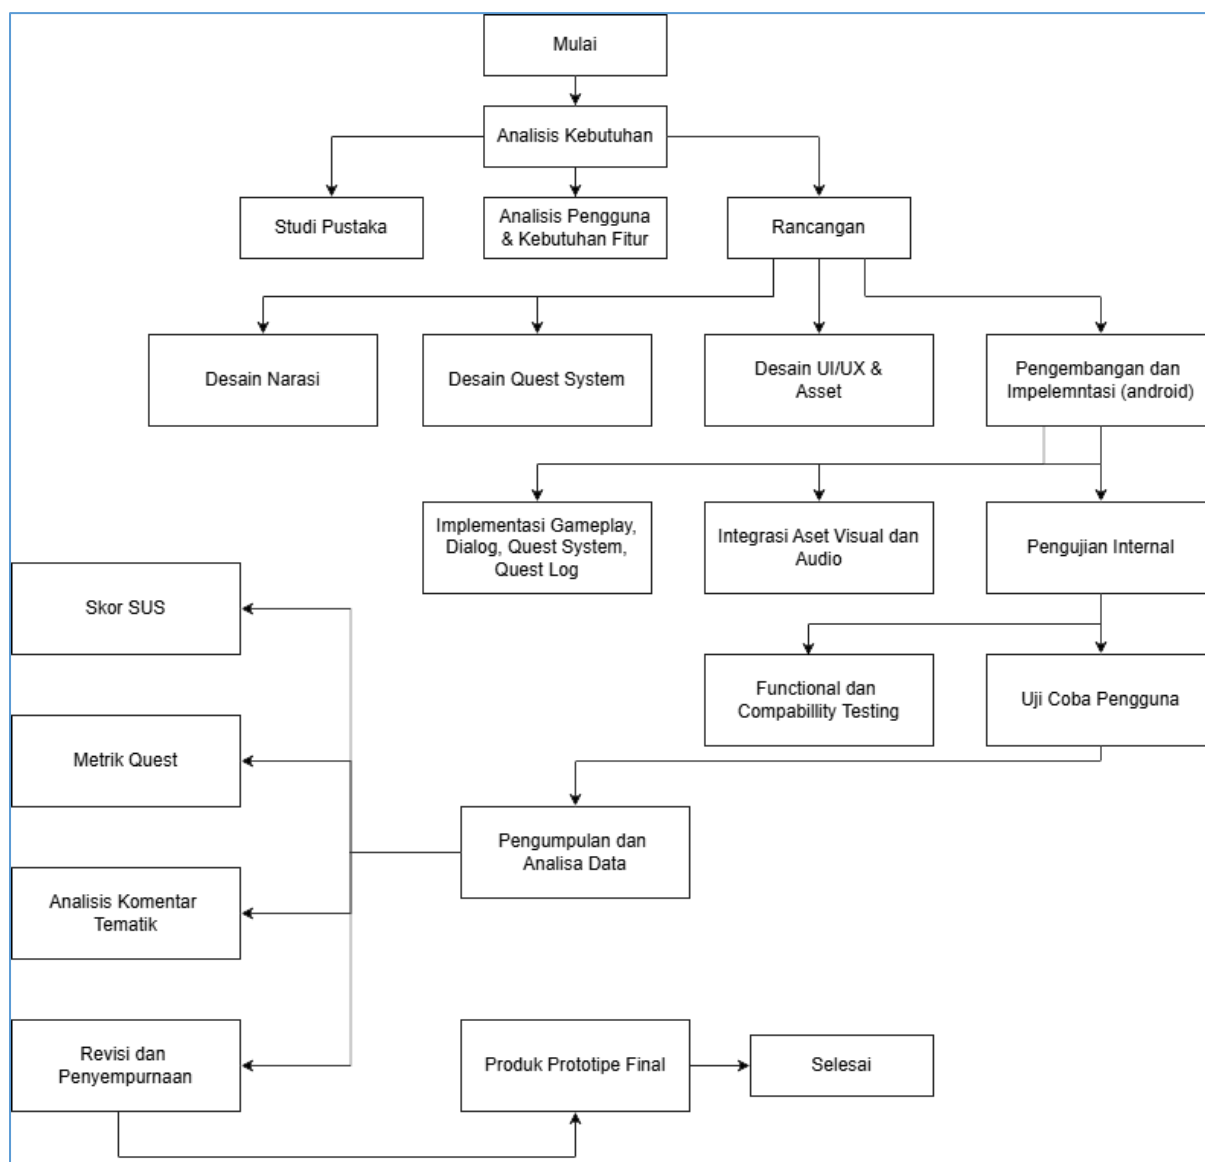 Mulai
Analisis Kebutuhan
Studi Pustaka
Analisis Pengguna
& Kebutuhan Fitur
Rancangan
Desain Narasi
Desain Quest System
Desain UI/UX &
Asset
Pengembangan dan
Impelemntasi (android)
Implementasi Gameplay,
Dialog, Quest System,
Quest Log
Integrasi Aset Visual dan
Audio
Pengujian Internal
Skor SUS
Functional dan
Compabillity Testing
Uji Coba Pengguna
Metrik Quest
Pengumpulan dan
Analisa Data
Analisis Komentar
Tematik
Revisi dan
Penyempurnaan
Produk Prototipe Final
Selesai